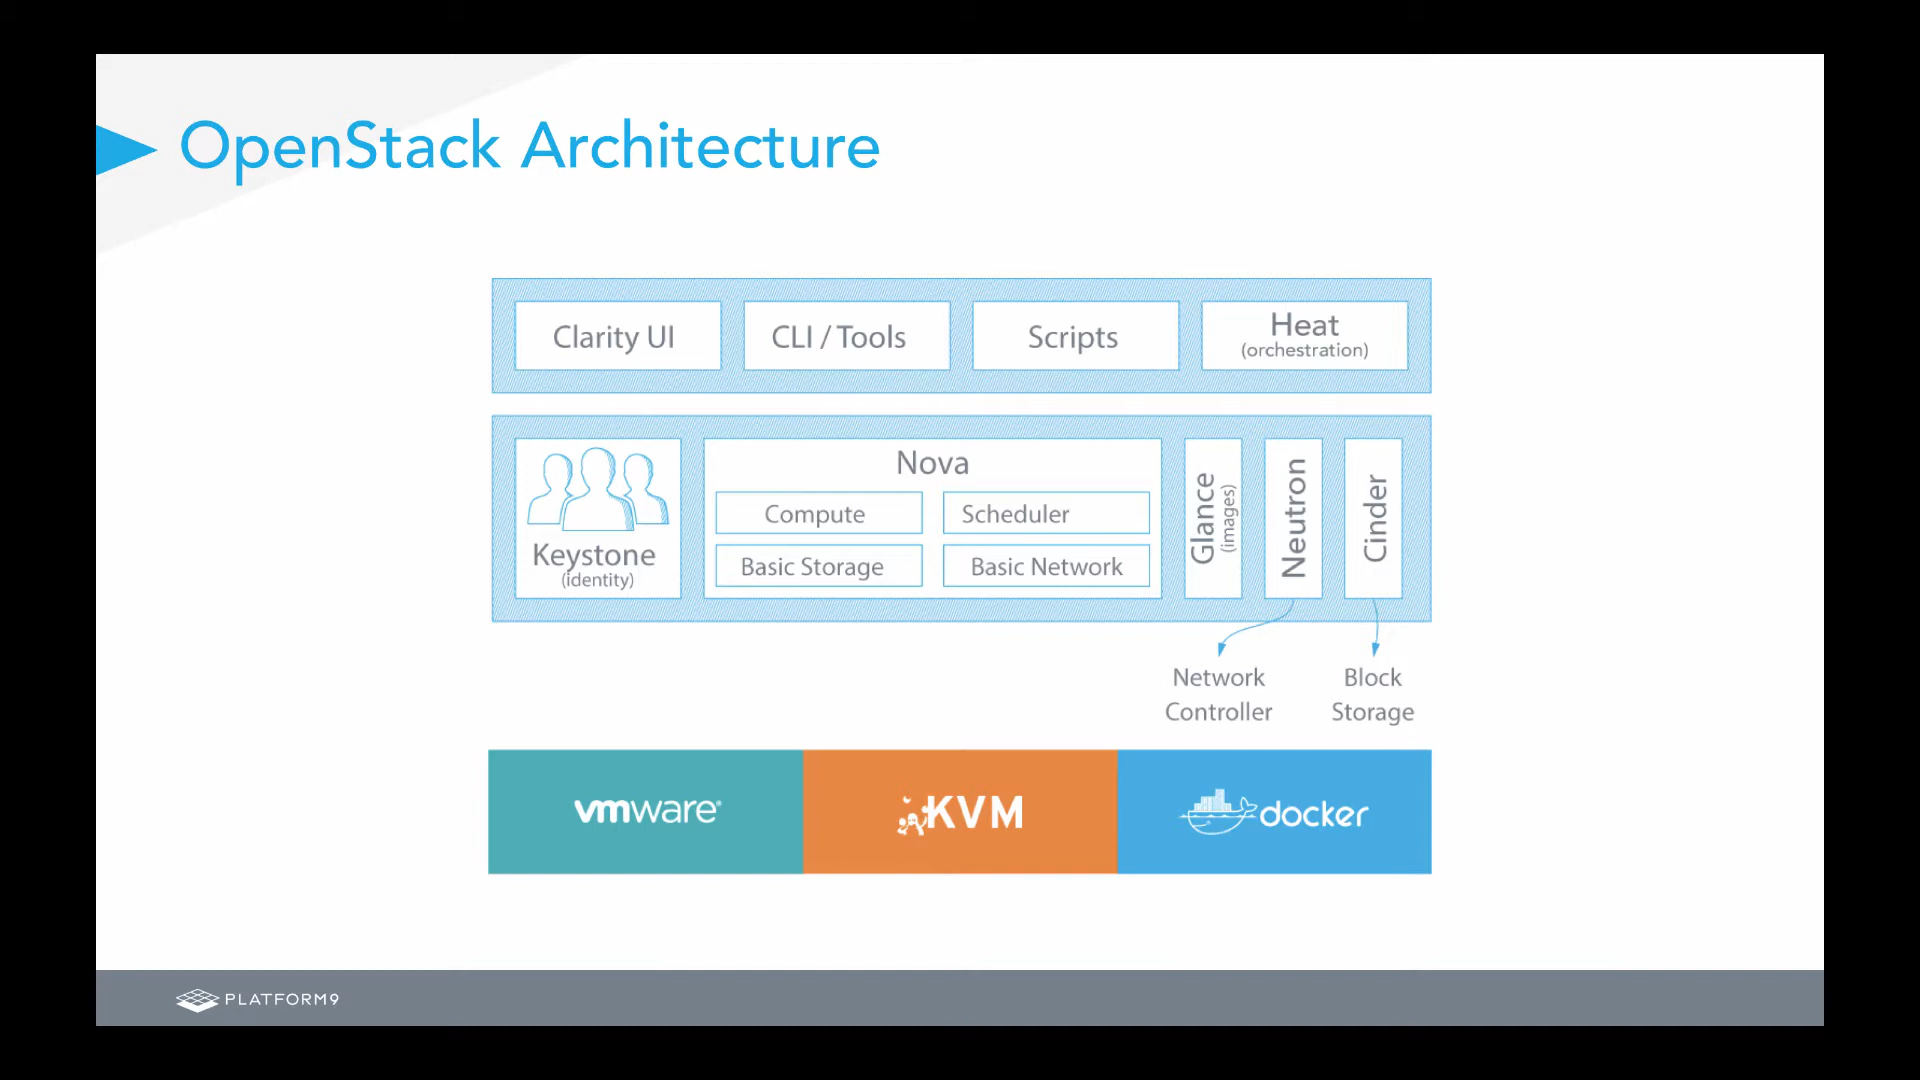 OpenStack Architecture
Clarity UI
CLI / Tools
Scripts
Heat
(orchestration)
Keystone
(identity)
Nova
Compute
Scheduler
Basic Storage
Basic Network
Glance
(images)
Neutron
Cinder
Network
Controller
Block
Storage
vmware®
KVM
docker
PLATFORM9